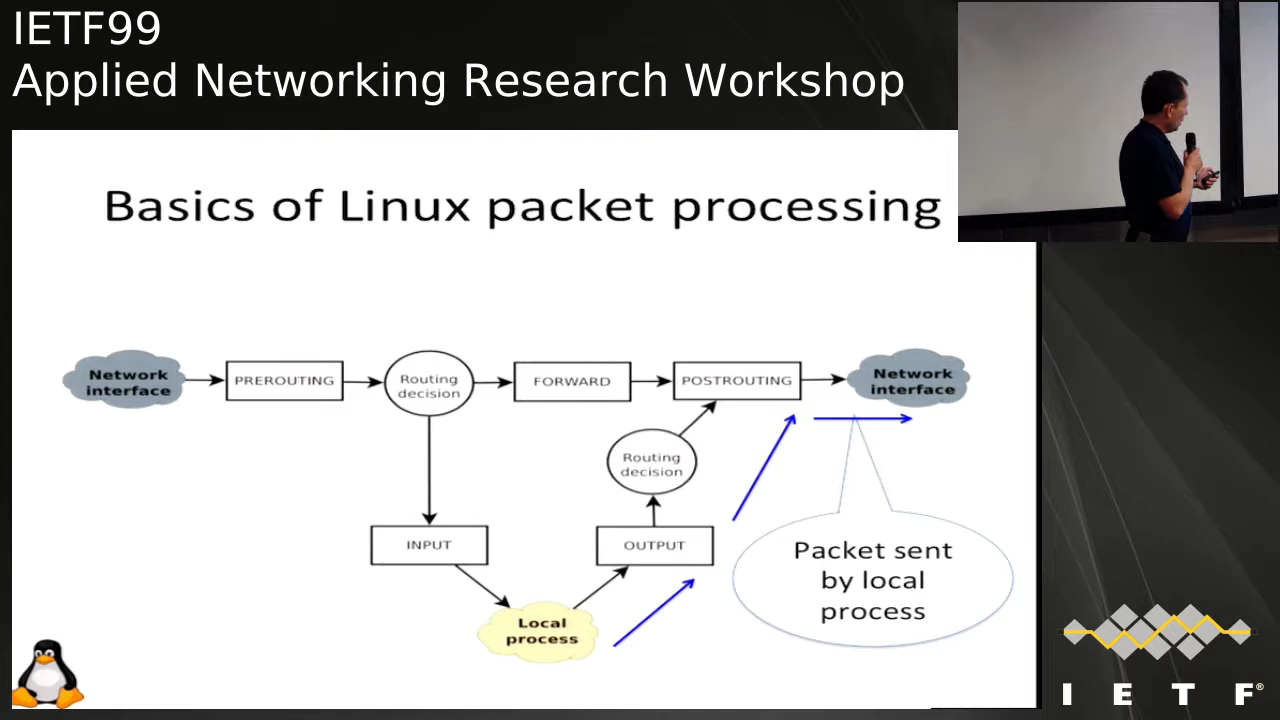 IETF99
Applied Networking Research Workshop
Basics of Linux packet processing
Network
interface
PREROUTING
Routing
decision
FORWARD
POSTROUTING
Network
interface
Routing
decision
INPUT
OUTPUT
Local
process
Packet sent
by local
process
I E T F®